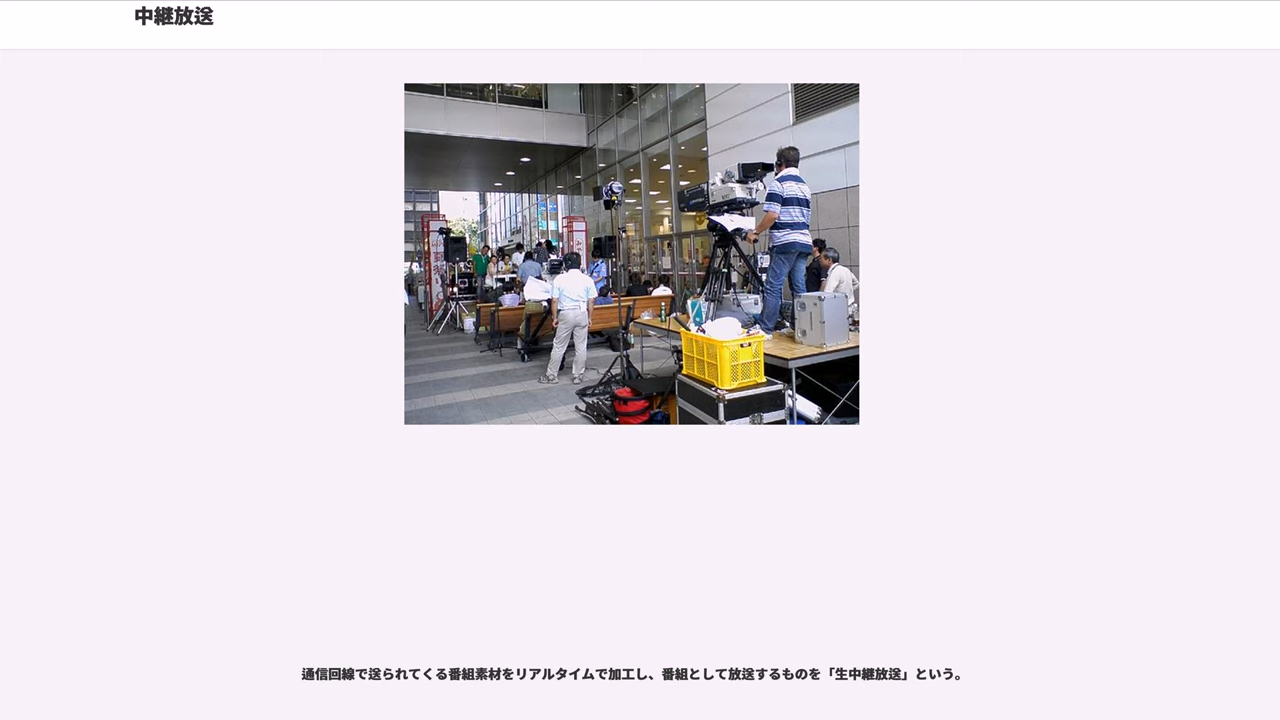 中継放送
通信回線で送られてくる番組素材をリアルタイムで加工し、番組として放送するものを「生中継放送」という。